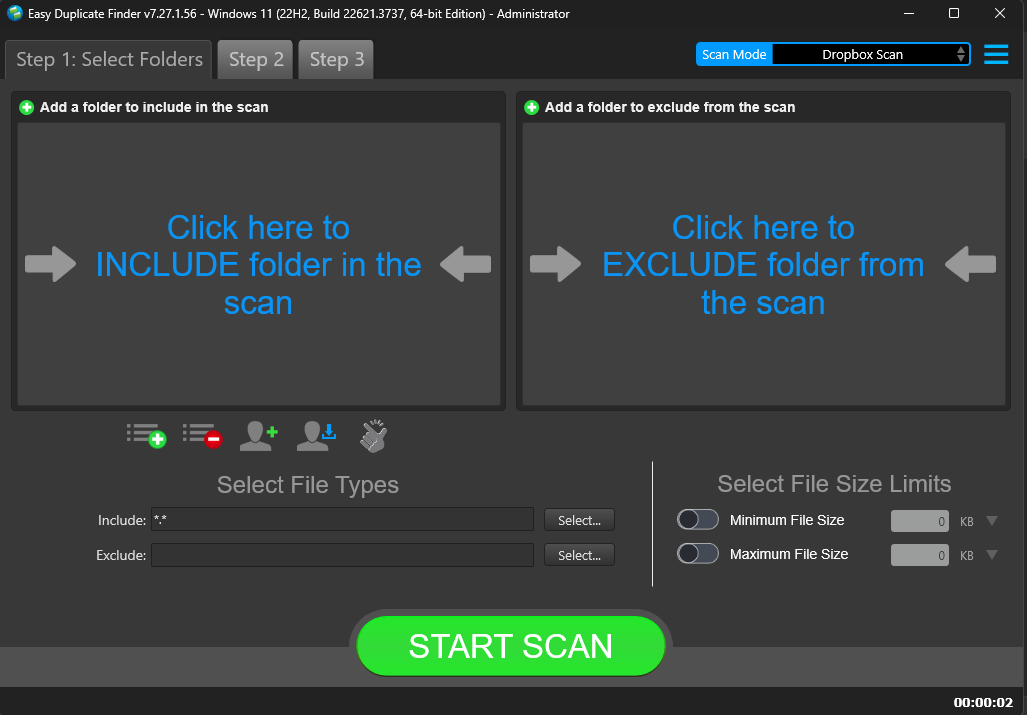 Easy Duplicate Finder v7.27.1.56 - Windows 11 (22H2, Build 22621.3737, 64-bit Edition) - Administrator
Step 1: Select Folders
Step 2
Step 3
Scan Mode
Dropbox Scan
Add a folder to include in the scan
Add a folder to exclude from the scan
Click here to
INCLUDE folder in the
scan
Click here to
EXCLUDE folder from
the scan
Select File Types
Include: *.* Select...
Exclude: Select...
Select File Size Limits
Minimum File Size 0 KB
Maximum File Size 0 KB
START SCAN
00:00:02